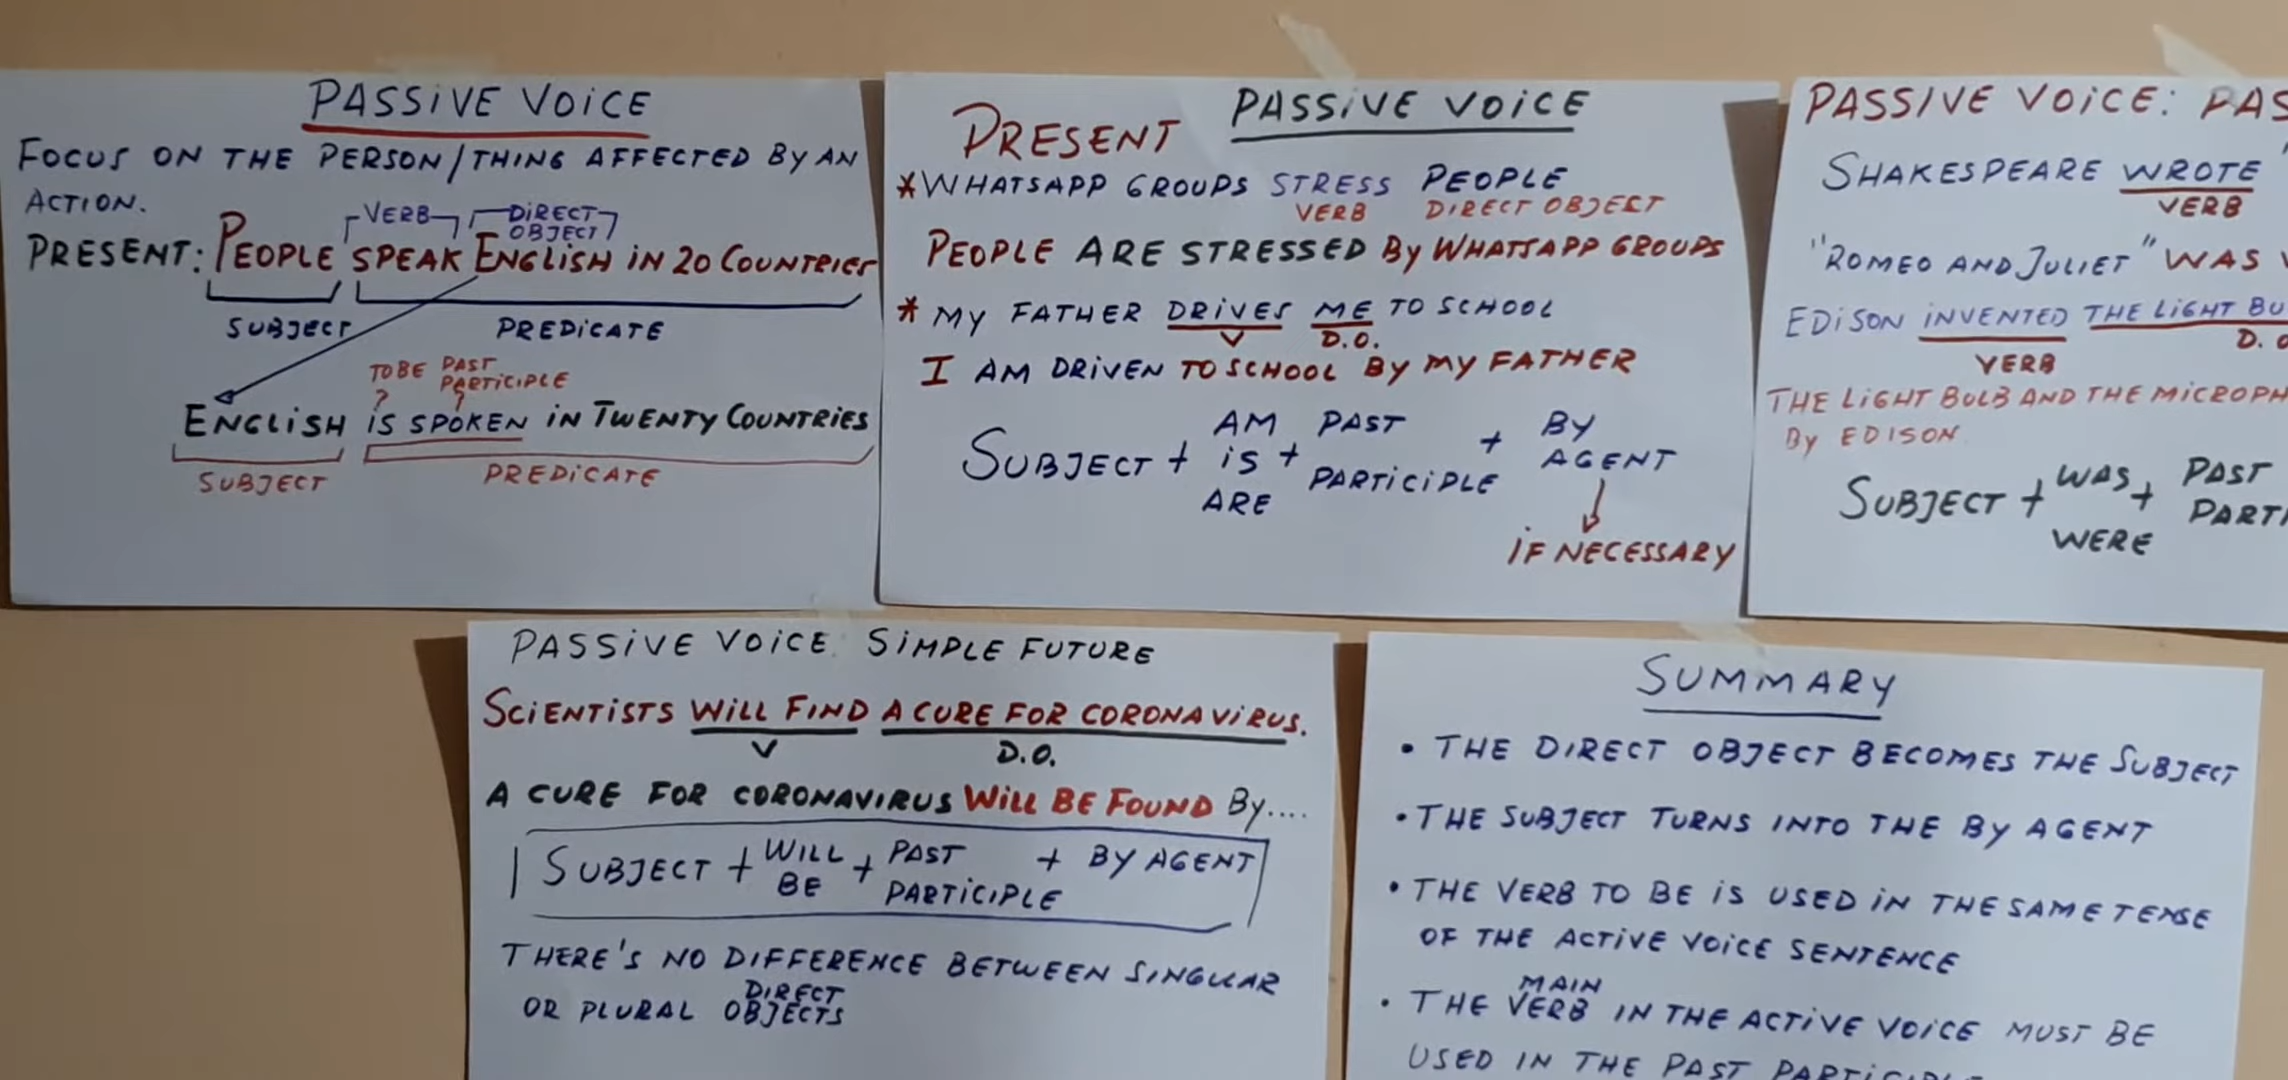 PASSIVE VOICE
FOCUS ON THE PERSON/THING AFFECTED BY AN
ACTION.
VERB DIRECT
OBJECT
PRESENT: PEOPLE SPEAK ENGLISH IN 20 COUNTRIES
SUBJECT PREDICATE
TO BE PAST
PARTICIPLE
ENGLISH IS SPOKEN IN TWENTY COUNTRIES
SUBJECT PREDICATE
PRESENT PASSIVE VOICE
*WHATSAPP GROUPS STRESS PEOPLE
VERB DIRECT OBJECT
PEOPLE ARE STRESSED BY WHATSAPP GROUPS
* MY FATHER DRIVES ME TO SCHOOL
V D.O.
I AM DRIVEN TO SCHOOL BY MY FATHER
AM PAST BY
SUBJECT + IS + PARTICIPLE + AGENT
ARE
IF NECESSARY
PASSIVE VOICE: PAS
SHAKESPEARE WROTE "
VERB
"ROMEO AND JULIET" WAS
EDISON INVENTED THE LIGHT BU
VERB D. O
THE LIGHT BULB AND THE MICROPH
BY EDISON
SUBJECT + WAS + PAST
WERE PARTI
PASSIVE VOICE: SIMPLE FUTURE
SCIENTISTS WILL FIND A CURE FOR CORONAVIRUS.
V D.O.
A CURE FOR CORONAVIRUS WILL BE FOUND BY....
SUBJECT + WILL + PAST + BY AGENT
BE PARTICIPLE
THERE'S NO DIFFERENCE BETWEEN SINGULAR
DIRECT
OR PLURAL OBJECTS
SUMMARY
• THE DIRECT OBJECT BECOMES THE SUBJECT
• THE SUBJECT TURNS INTO THE BY AGENT
• THE VERB TO BE IS USED IN THE SAME TENSE
OF THE ACTIVE VOICE SENTENCE
MAIN
• THE VERB IN THE ACTIVE VOICE MUST BE
USED IN THE PAST PARTICIPLE